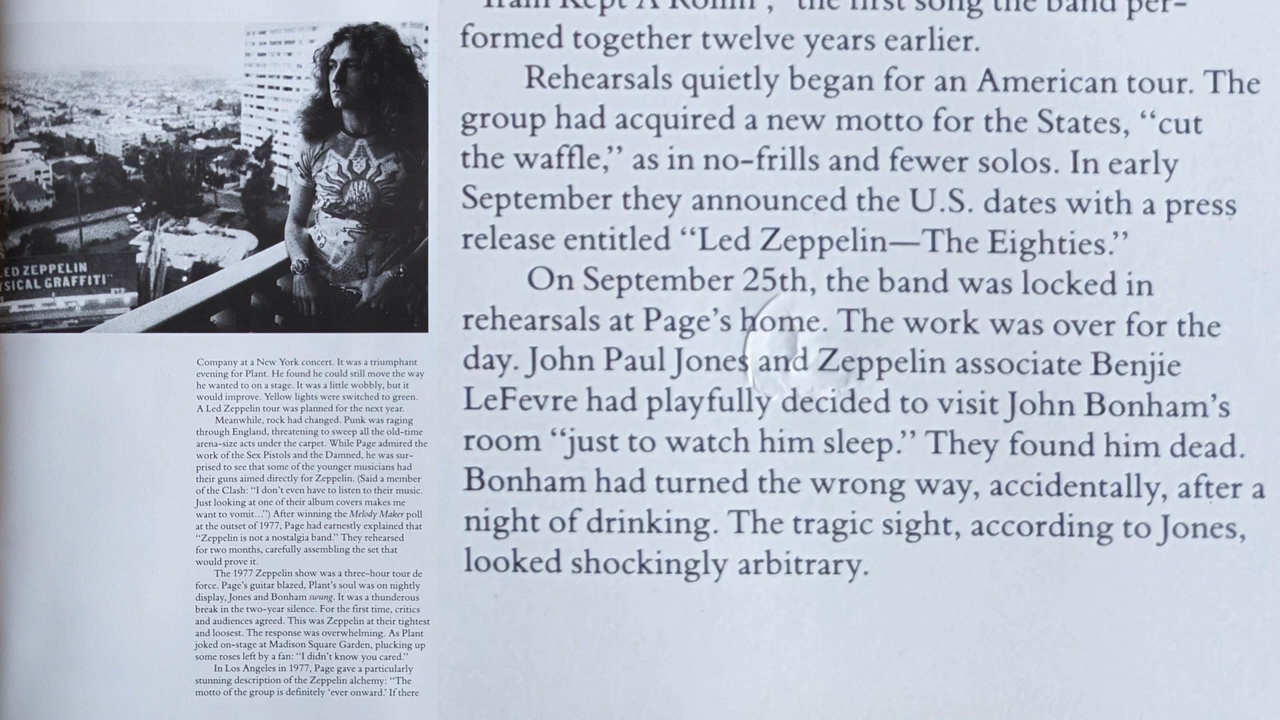 LED ZEPPELIN
SICAL GRAFFITI
Company at a New York concert. It was a triumphant
evening for Plant. He found he could still move the way
he wanted to on a stage. It was a little wobbly, but it
would improve. Yellow lights were switched to green.
A Led Zeppelin tour was planned for the next year.
Meanwhile, rock had changed. Punk was raging
through England, threatening to sweep all the old-time
arena-size acts under the carpet. While Page admired the
work of the Sex Pistols and the Damned, he was sur-
prised to see that some of the younger musicians had
their guns aimed directly for Zeppelin. (Said a member
of the Clash: “I don’t even have to listen to their music.
Just looking at one of their album covers makes me
want to vomit...”) After winning the Melody Maker poll
at the outset of 1977, Page had earnestly explained that
“Zeppelin is not a nostalgia band.” They rehearsed
for two months, carefully assembling the set that
would prove it.
The 1977 Zeppelin show was a three-hour tour de
force. Page’s guitar blazed, Plant’s soul was on nightly
display, Jones and Bonham swung. It was a thunderous
break in the two-year silence. For the first time, critics
and audiences agreed. This was Zeppelin at their tightest
and loosest. The response was overwhelming. As Plant
joked on-stage at Madison Square Garden, plucking up
some roses left by a fan: “I didn’t know you cared.”
In Los Angeles in 1977, Page gave a particularly
stunning description of the Zeppelin alchemy: “The
motto of the group is definitely ‘ever onward.’ If there
“Train Kept A Rollin’,” the first song the band per-
formed together twelve years earlier.
Rehearsals quietly began for an American tour. The
group had acquired a new motto for the States, “cut
the waffle,” as in no-frills and fewer solos. In early
September they announced the U.S. dates with a press
release entitled “Led Zeppelin—The Eighties.”
On September 25th, the band was locked in
rehearsals at Page’s home. The work was over for the
day. John Paul Jones and Zeppelin associate Benjie
LeFevre had playfully decided to visit John Bonham’s
room “just to watch him sleep.” They found him dead.
Bonham had turned the wrong way, accidentally, after a
night of drinking. The tragic sight, according to Jones,
looked shockingly arbitrary.